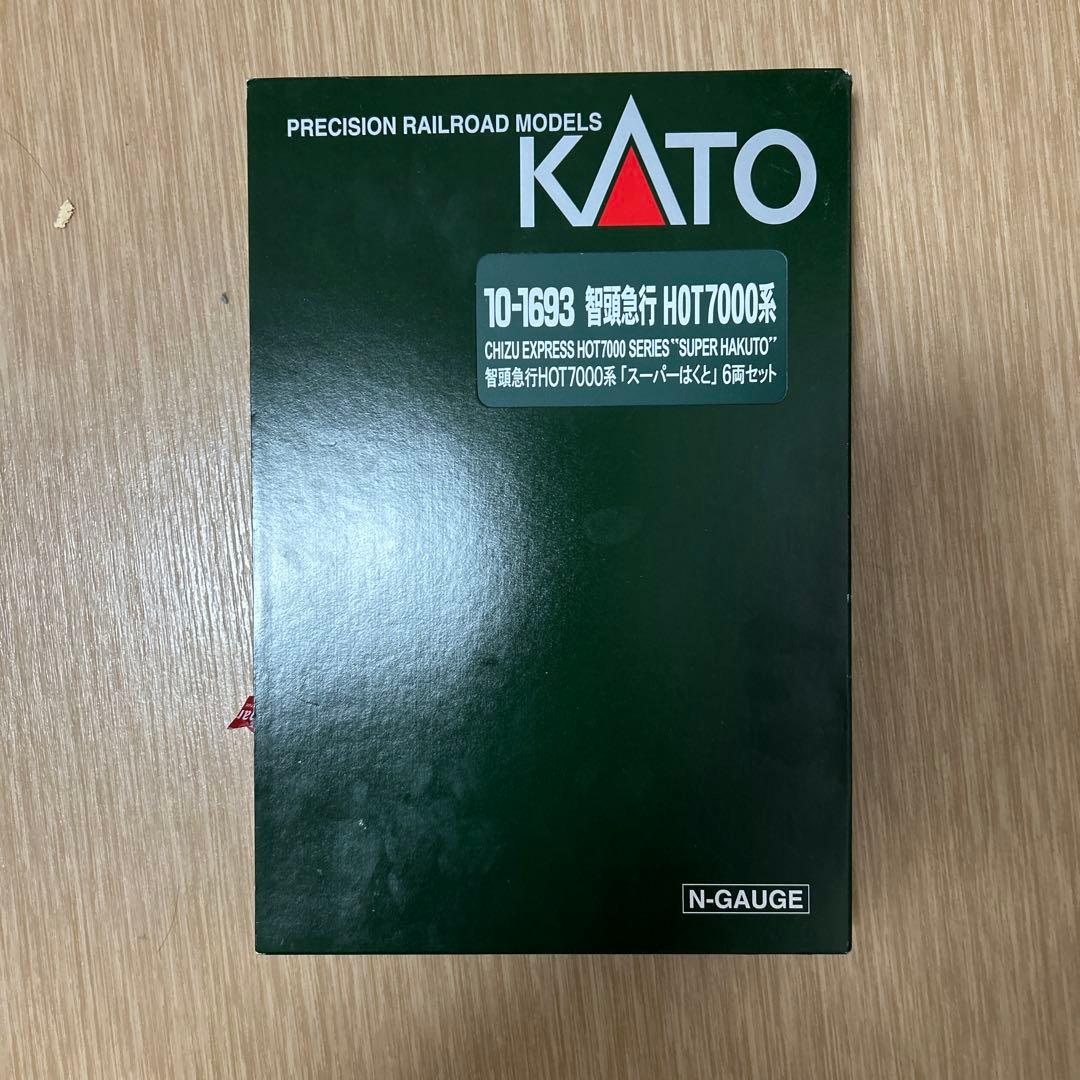 PRECISION RAILROAD MODELS
KATO
10-1693 智頭急行 HOT7000系
CHIZU EXPRESS HOT7000 SERIES "SUPER HAKUTO"
智頭急行HOT7000系「スーパーはくと」6両セット
N-GAUGE